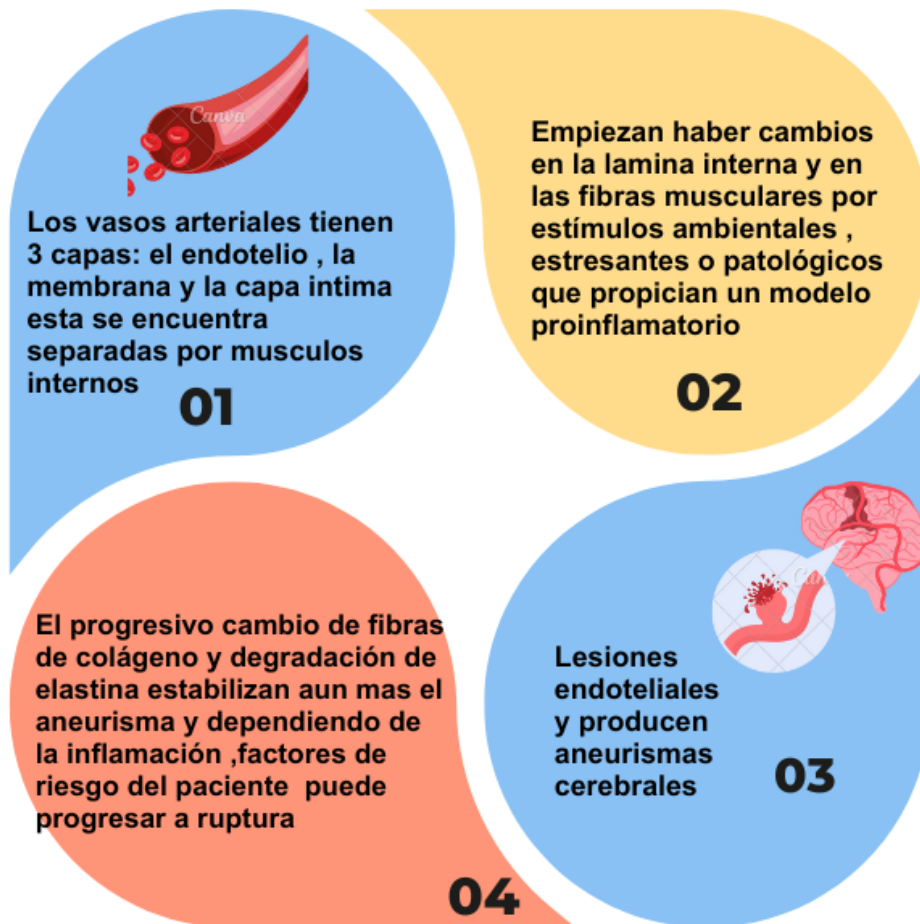 Canva
Los vasos arteriales tienen
3 capas: el endotelio , la
membrana y la capa intima
esta se encuentra
separadas por musculos
internos
01
Empiezan haber cambios
en la lamina interna y en
las fibras musculares por
estímulos ambientales ,
estresantes o patológicos
que propician un modelo
proinflamatorio
02
Lesiones
endoteliales
y producen
aneurismas
cerebrales
03
El progresivo cambio de fibras
de colágeno y degradación de
elastina estabilizan aun mas el
aneurisma y dependiendo de
la inflamación ,factores de
riesgo del paciente puede
progresar a ruptura
04